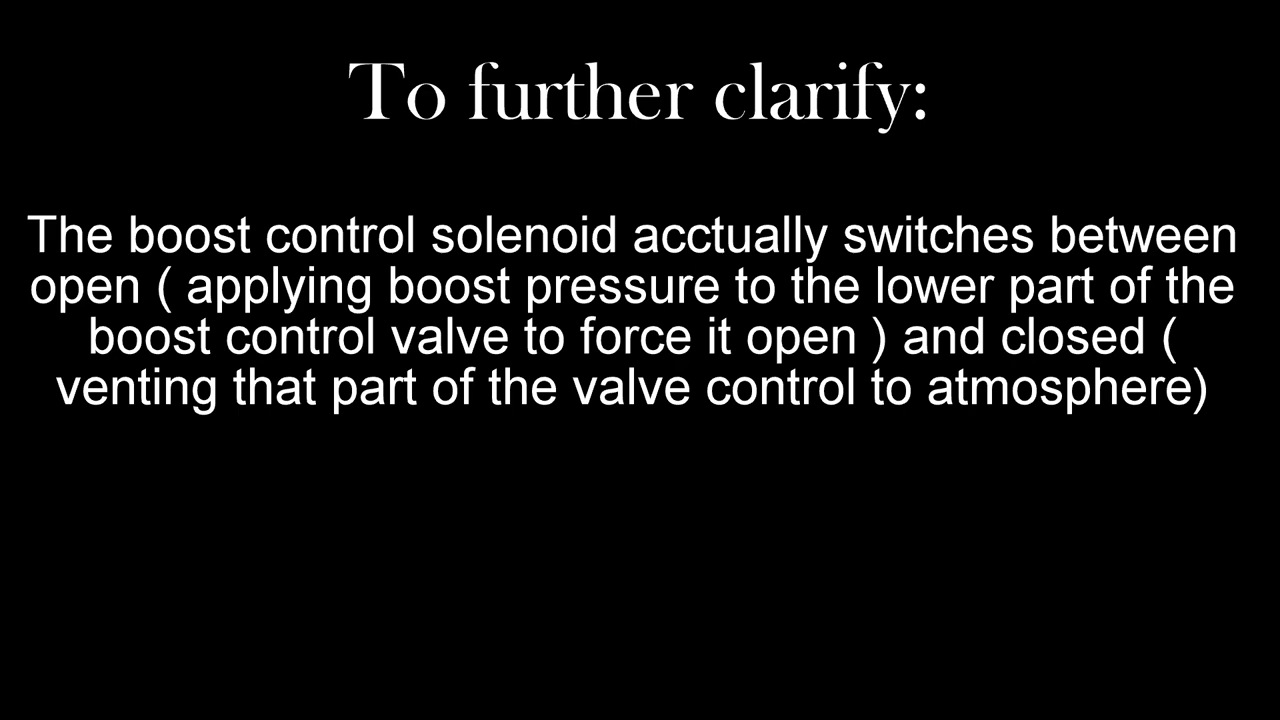 To further clarify:
The boost control solenoid acctually switches between
open ( applying boost pressure to the lower part of the
boost control valve to force it open ) and closed (
venting that part of the valve control to atmosphere)